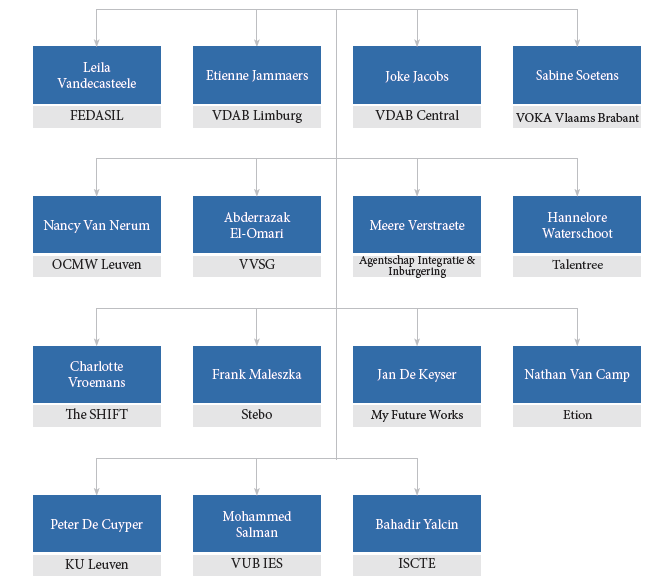 Leila
Vandecasteele
FEDASIL
Etienne Jammaers
VDAB Limburg
Joke Jacobs
VDAB Central
Sabine Soetens
VOKA Vlaams Brabant
Nancy Van Nerum
OCMW Leuven
Abderrazak
El-Omari
VVSG
Meere Verstraete
Agentschap Integratie &
Inburgering
Hannelore
Waterschoot
Talentree
Charlotte
Vroemans
The SHIFT
Frank Maleszka
Stebo
Jan De Keyser
My Future Works
Nathan Van Camp
Etion
Peter De Cuyper
KU Leuven
Mohammed
Salman
VUB IES
Bahadir Yalcin
ISCTE